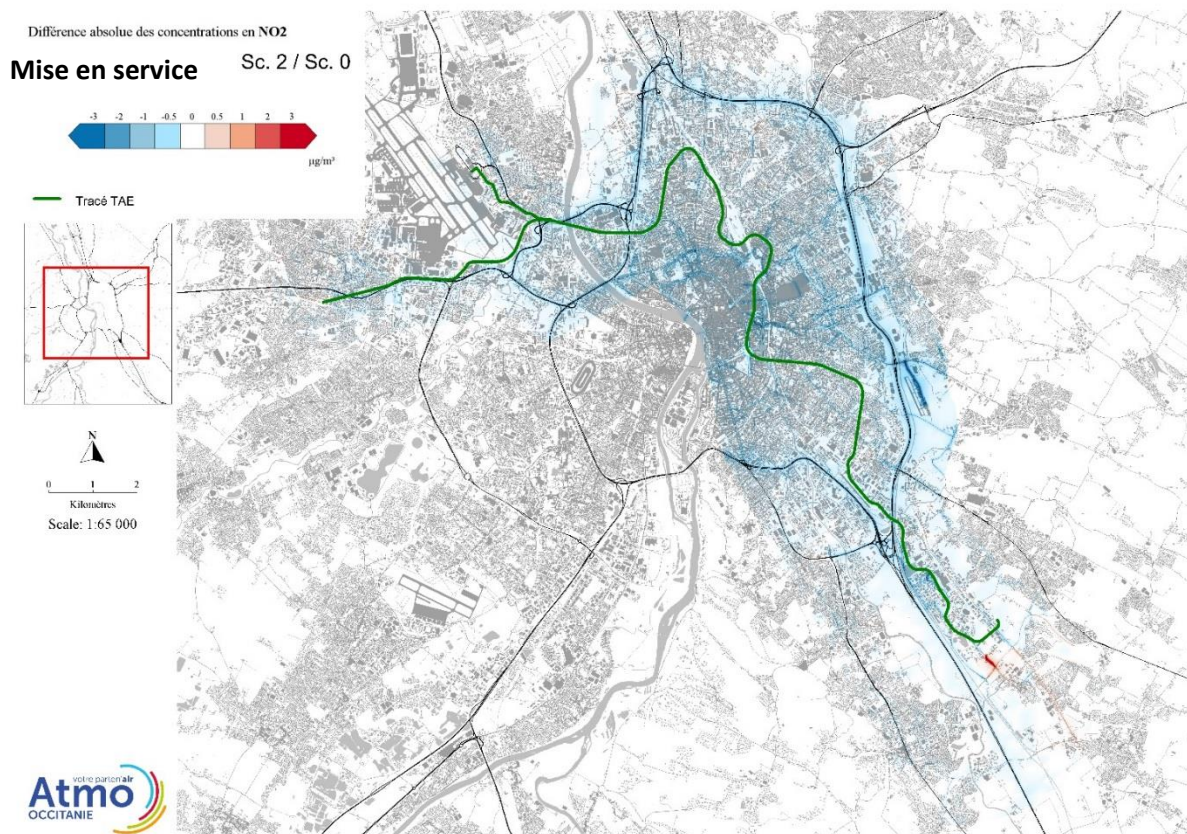 Différence absolue des concentrations en NO2
Mise en service Sc. 2 / Sc. 0
-3 -2 -1 -0.5 0 0.5 1 2 3
µg/m³
Tracé TAE
N
0 1 2
Kilomètres
Scale: 1:65 000
votre parten'air
Atmo
OCCITANIE